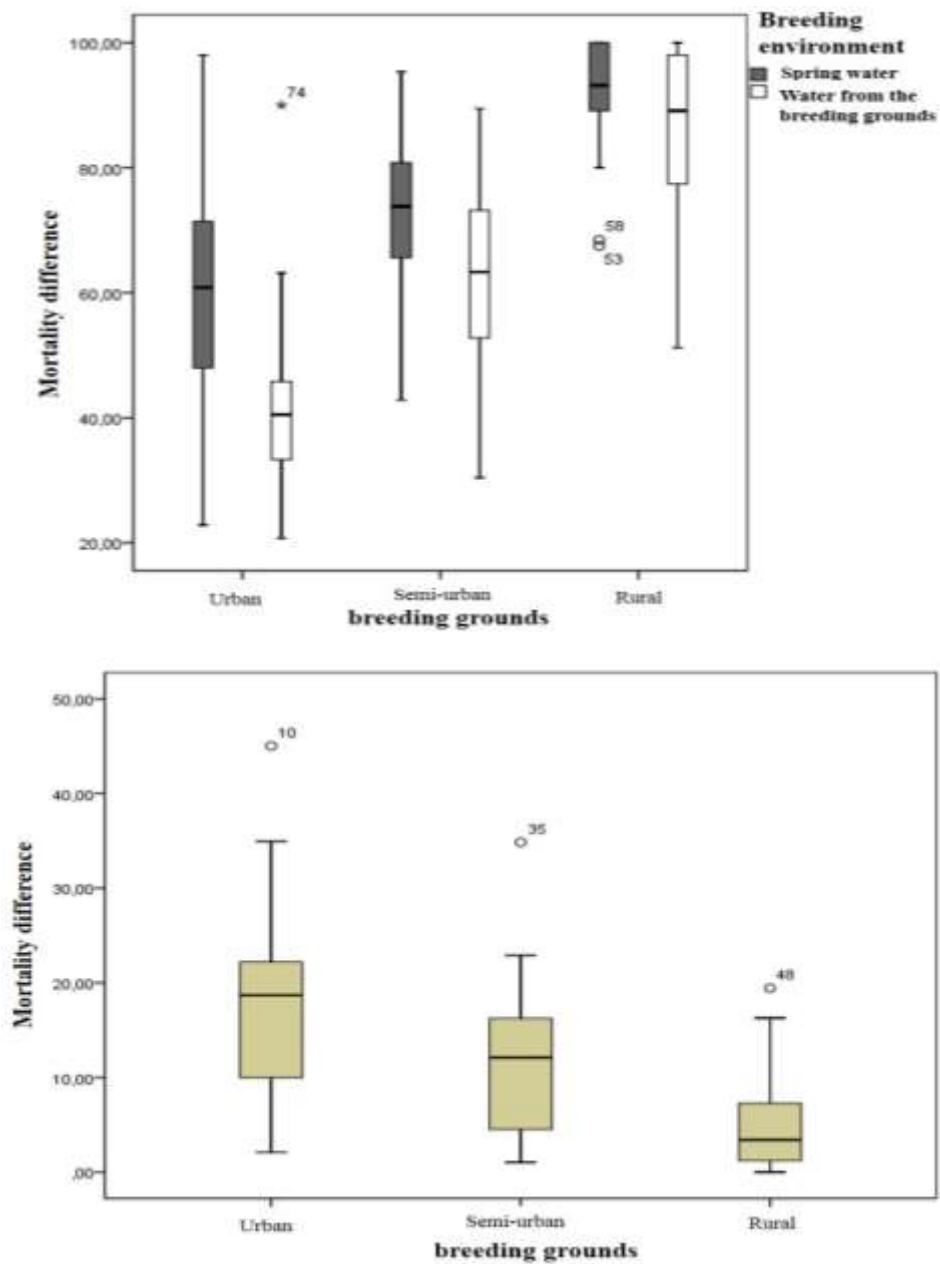 Breeding
environment
Spring water
Water from the
breeding grounds
Mortality difference
100,00
80,00
60,00
40,00
20,00
74
58
53
Urban
Semi-urban
Rural
breeding grounds
Mortality difference
50,00
40,00
30,00
20,00
10,00
,00
10
35
48
Urban
Semi-urban
Rural
breeding grounds